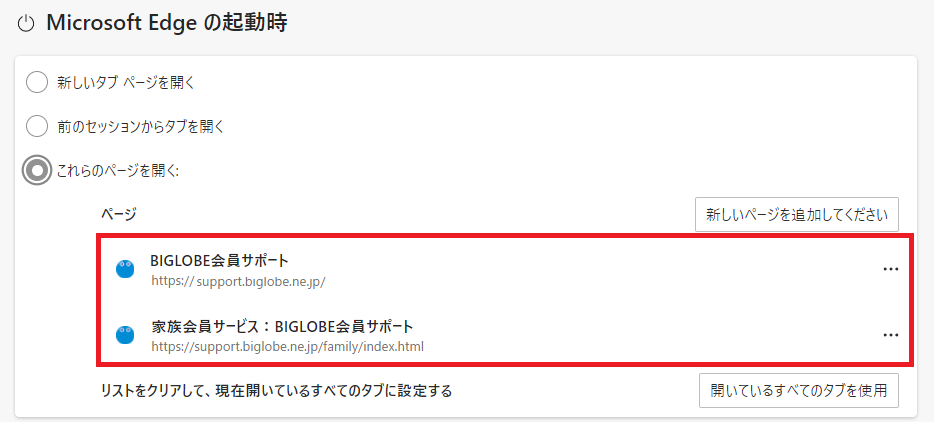 Microsoft Edge の起動時
新しいタブ ページを開く
前のセッションからタブを開く
これらのページを開く:
ページ
新しいページを追加してください
BIGLOBE会員サポート
https://support.biglobe.ne.jp/
家族会員サービス：BIGLOBE会員サポート
https://support.biglobe.ne.jp/family/index.html
リストをクリアして、現在開いているすべてのタブに設定する
開いているすべてのタブを使用